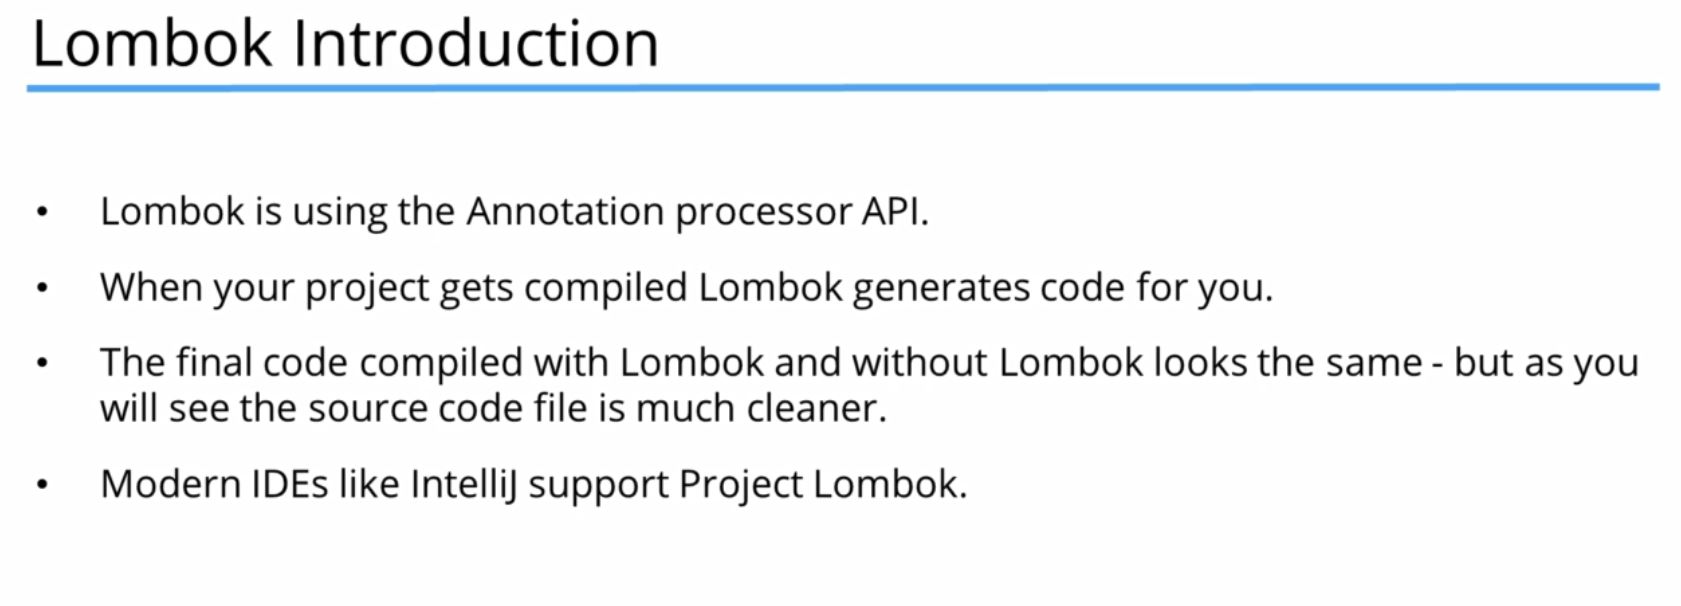 Lombok Introduction
• Lombok is using the Annotation processor API.
• When your project gets compiled Lombok generates code for you.
• The final code compiled with Lombok and without Lombok looks the same - but as you
will see the source code file is much cleaner.
• Modern IDEs like IntelliJ support Project Lombok.